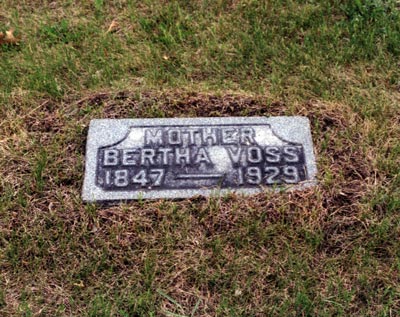 MOTHER
BERTHA VOSS
1847 — 1929